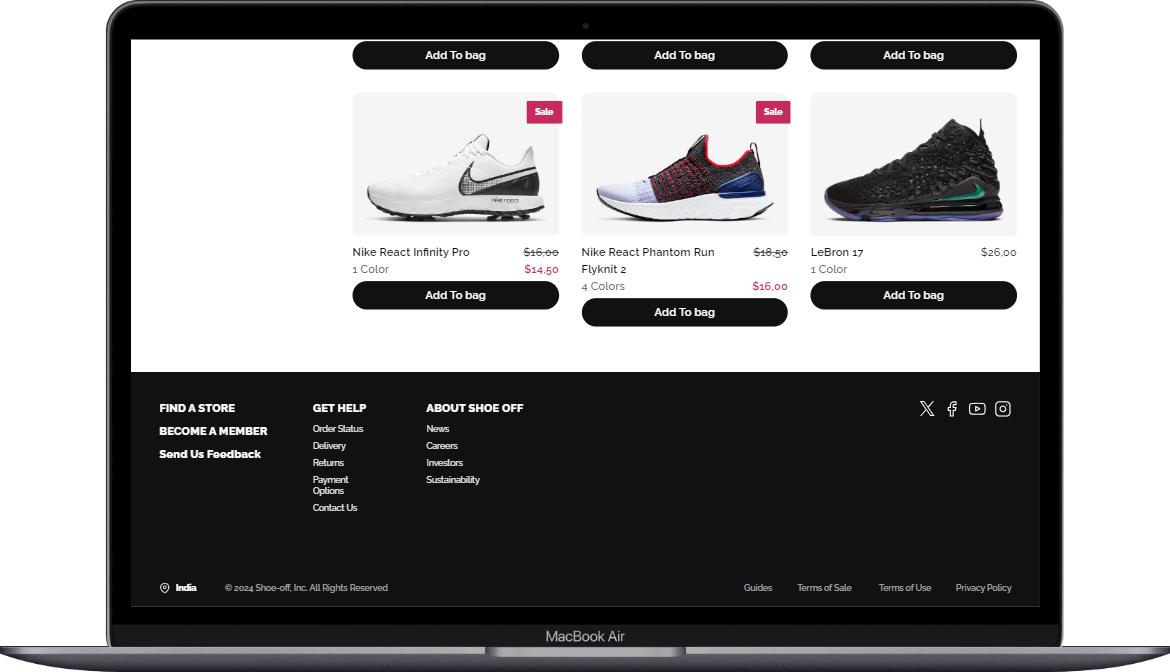 Add To bag
Add To bag
Add To bag
Sale
Sale
nike react
Nike React Infinity Pro
$16,00
1 Color
$14,50
Add To bag
Nike React Phantom Run
$18,50
Flyknit 2
4 Colors
$16,00
Add To bag
LeBron 17
$26,00
1 Color
Add To bag
FIND A STORE
BECOME A MEMBER
Send Us Feedback
GET HELP
Order Status
Delivery
Returns
Payment
Options
Contact Us
ABOUT SHOE OFF
News
Careers
Investors
Sustainability
India
© 2024 Shoe-off, Inc. All Rights Reserved
Guides
Terms of Sale
Terms of Use
Privacy Policy
MacBook Air